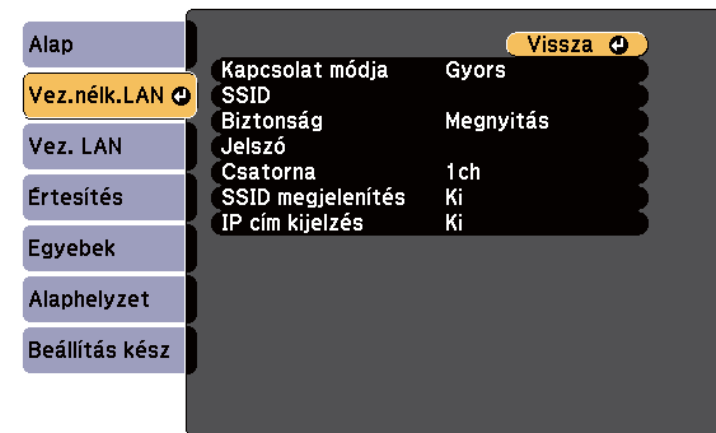 Alap
Vez.nélk.LAN
Vez. LAN
Értesítés
Egyebek
Alaphelyzet
Beállítás kész
Vissza
Kapcsolat módja Gyors
SSID
Biztonság Megnyitás
Jelszó
Csatorna 1ch
SSID megjelenítés Ki
IP cím kijelzés Ki